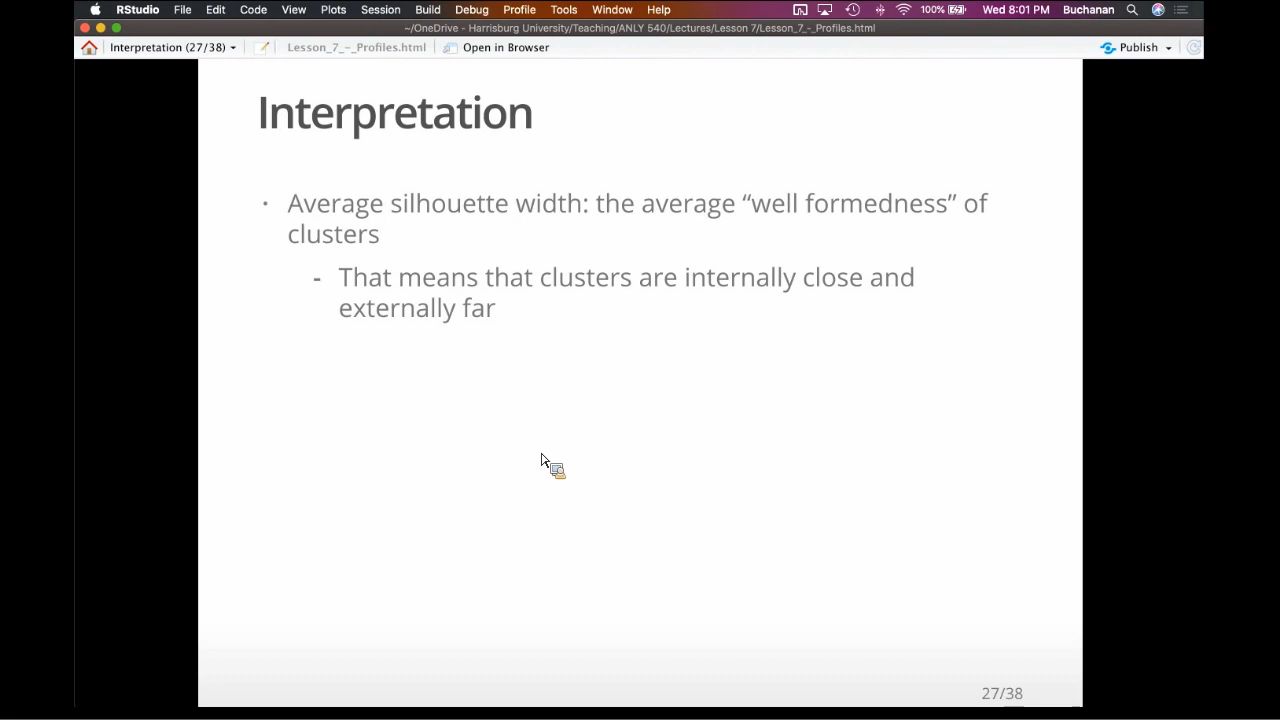 RStudio File Edit Code View Plots Session Build Debug Profile Tools Window Help 100% Wed 8:01 PM Buchanan
~/OneDrive - Harrisburg University/Teaching/ANLY 540/Lectures/Lesson 7/Lesson_7_-_Profiles.html
Interpretation (27/38) Lesson_7_-_Profiles.html Open in Browser Publish
Interpretation
· Average silhouette width: the average “well formedness” of
clusters
- That means that clusters are internally close and
externally far
27/38